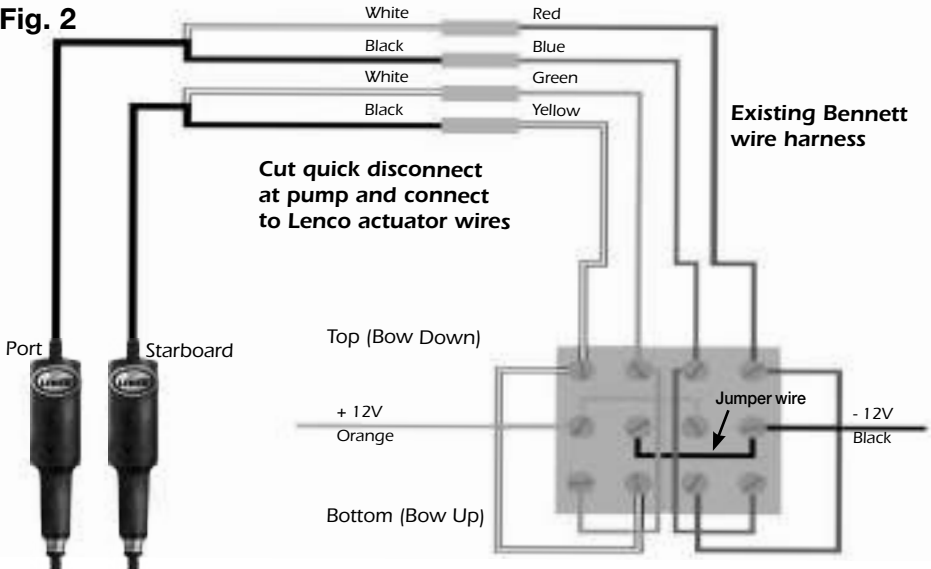 Fig. 2
White Red
Black Blue
White Green
Black Yellow
Existing Bennett
wire harness
Cut quick disconnect
at pump and connect
to Lenco actuator wires
Port
Starboard
Top (Bow Down)
Jumper wire
+ 12V
Orange
- 12V
Black
Bottom (Bow Up)
LENCO
LENCO